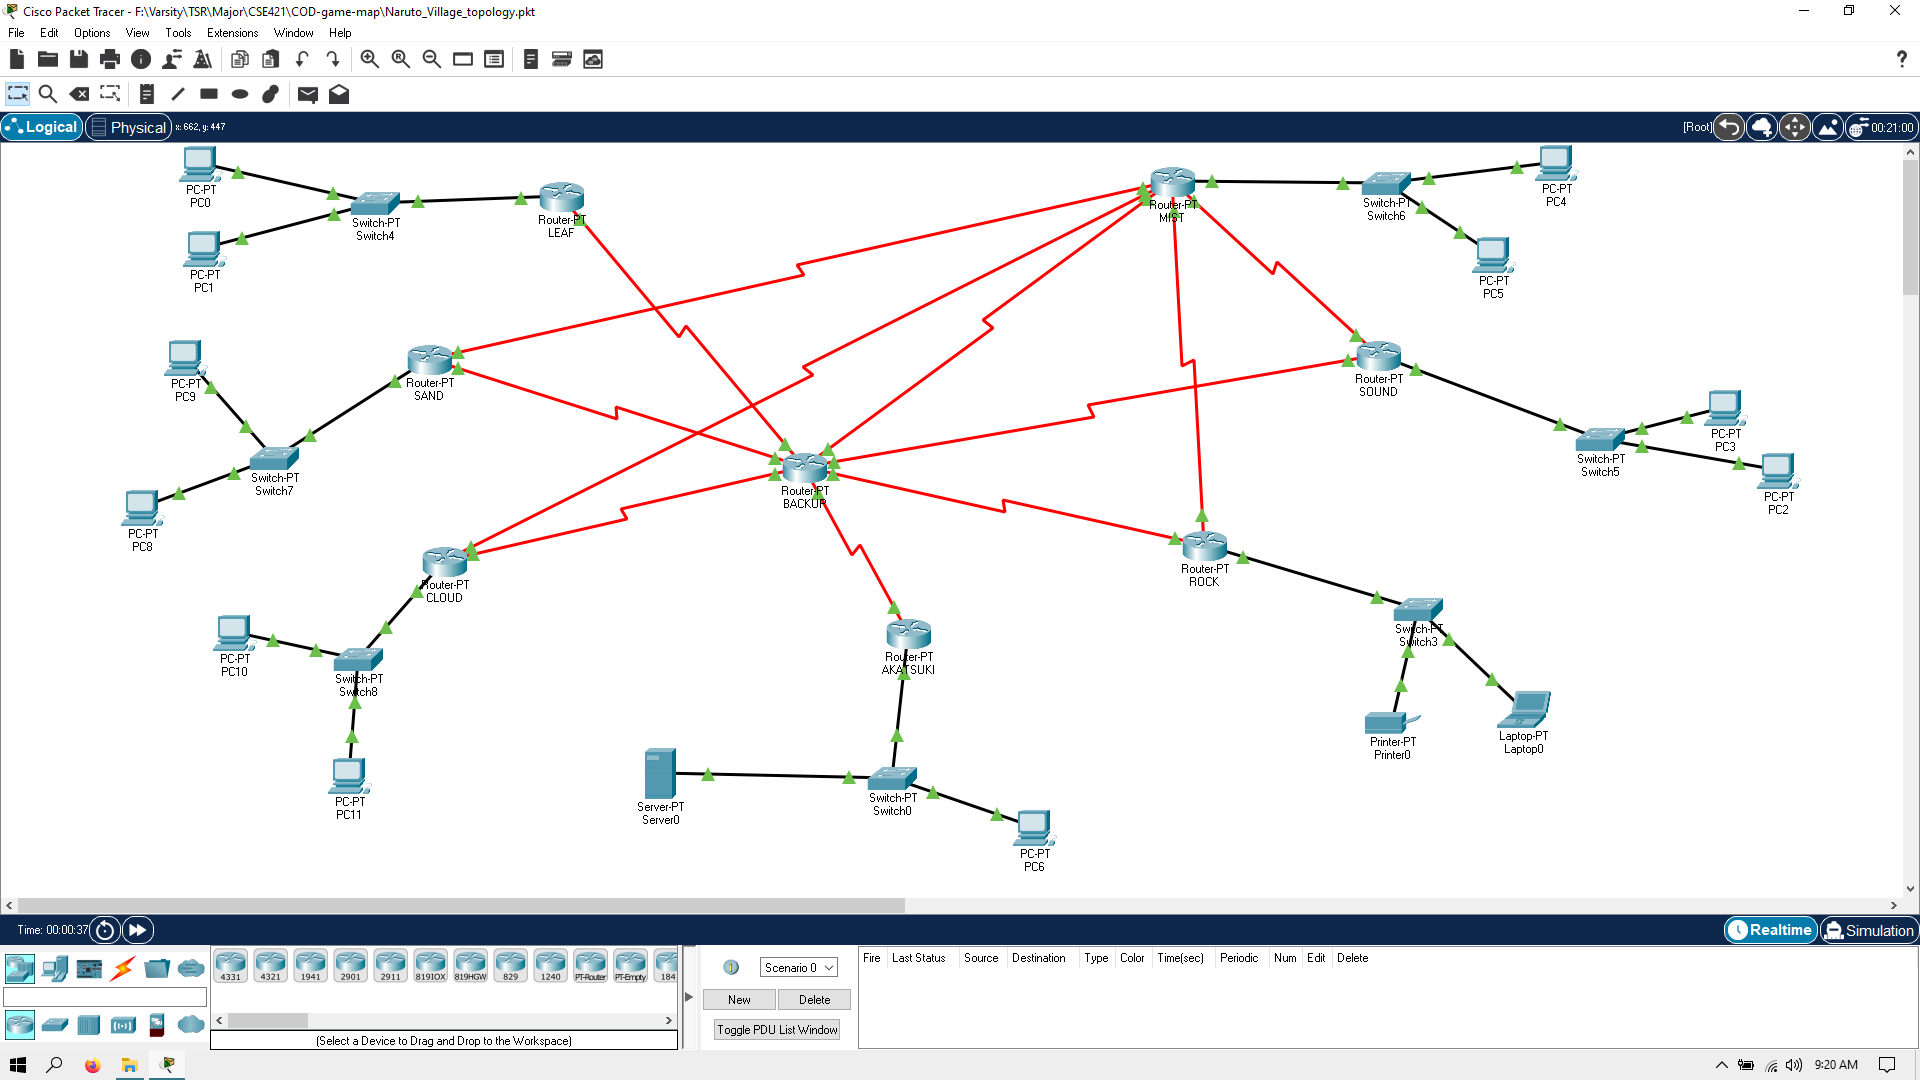 Cisco Packet Tracer - F:\Varsity\TSR\Major\CSE421\COD-game-map\Naruto_Village_topology.pkt
File Edit Options View Tools Extensions Window Help
Logical Physical x: 662, y: 447 [Root] 00:21:00
PC-PT
PC0
PC-PT
PC1
Switch-PT
Switch4
Router-PT
LEAF
Router-PT
MIST
Switch-PT
Switch6
PC-PT
PC4
PC-PT
PC5
PC-PT
PC9
Router-PT
SAND
Router-PT
SOUND
Switch-PT
Switch7
PC-PT
PC8
Router-PT
BACKUP
Switch-PT
Switch5
PC-PT
PC3
PC-PT
PC2
Router-PT
CLOUD
Router-PT
ROCK
PC-PT
PC10
Switch-PT
Switch8
Router-PT
AKATSUKI
Switch-PT
Switch3
Printer-PT
Printer0
Laptop-PT
Laptop0
PC-PT
PC11
Server-PT
Server0
Switch-PT
Switch0
PC-PT
PC6
Time: 00:00:37 Realtime Simulation
4331 4321 1941 2901 2911 819IOX 819HGW 829 1240 PT-Router PT-Empty 184
(Select a Device to Drag and Drop to the Workspace)
Scenario 0
New Delete
Toggle PDU List Window
Fire Last Status Source Destination Type Color Time(sec) Periodic Num Edit Delete
9:20 AM